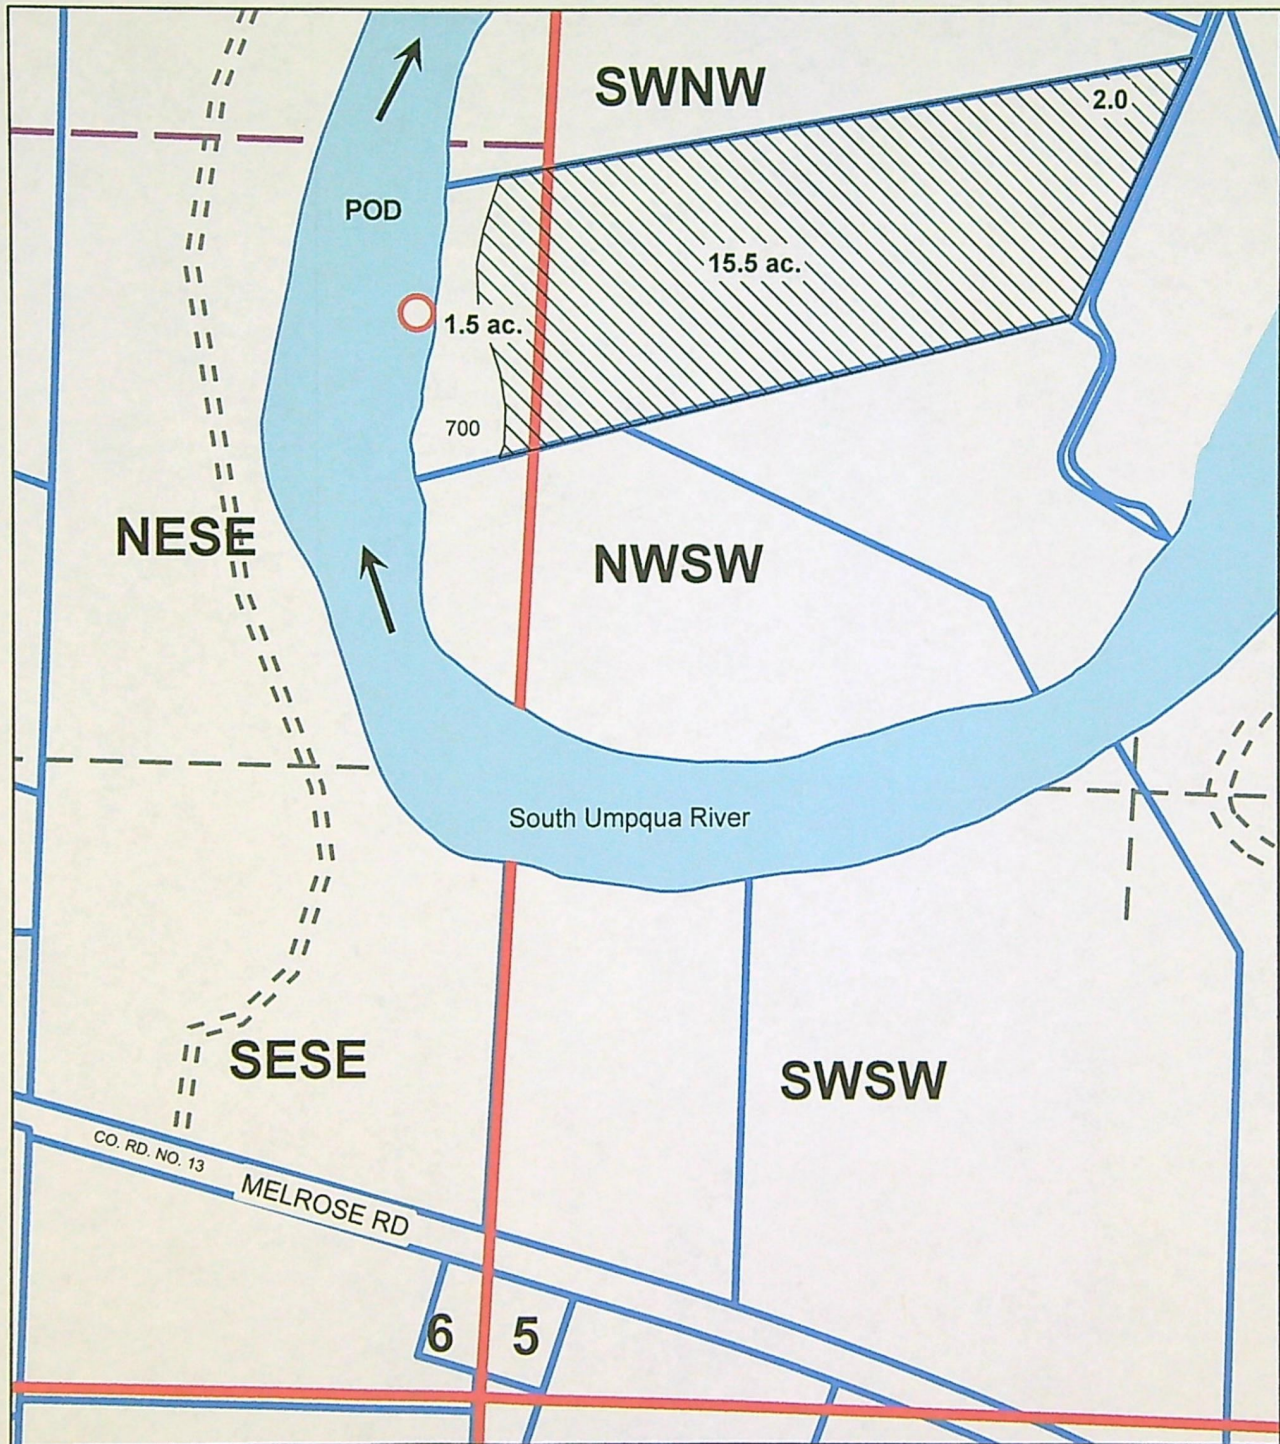 SWNW
2.0
POD
15.5 ac.
1.5 ac.
700
NESE
NWSW
South Umpqua River
SESE
SWSW
CO. RD. NO. 13
MELROSE RD
6
5